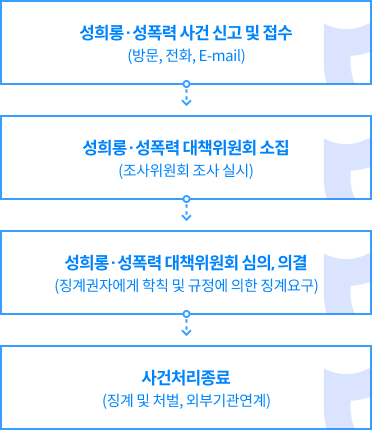 성희롱·성폭력 사건 신고 및 접수
(방문, 전화, E-mail)
성희롱·성폭력 대책위원회 소집
(조사위원회 조사 실시)
성희롱·성폭력 대책위원회 심의, 의결
(징계권자에게 학칙 및 규정에 의한 징계요구)
사건처리종료
(징계 및 처벌, 외부기관연계)